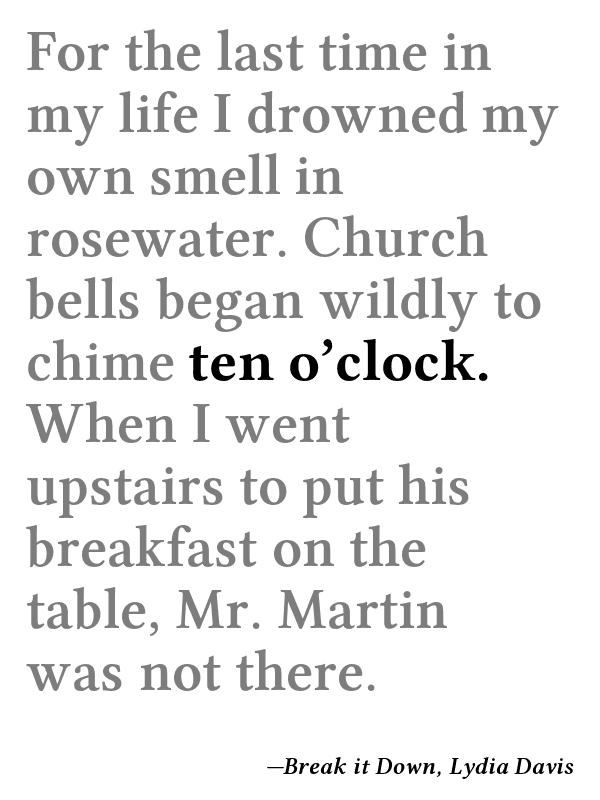 For the last time in
my life I drowned my
own smell in
rosewater. Church
bells began wildly to
chime ten o’clock.
When I went
upstairs to put his
breakfast on the
table, Mr. Martin
was not there.
—Break it Down, Lydia Davis